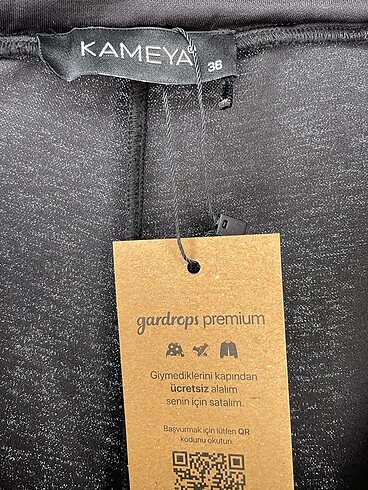 KAMEYA
36
gardrops premium
Giymediklerini kapından
ücretsiz alalım
senin için satalım.
Başvurmak için lütfen QR
kodunu okutun.